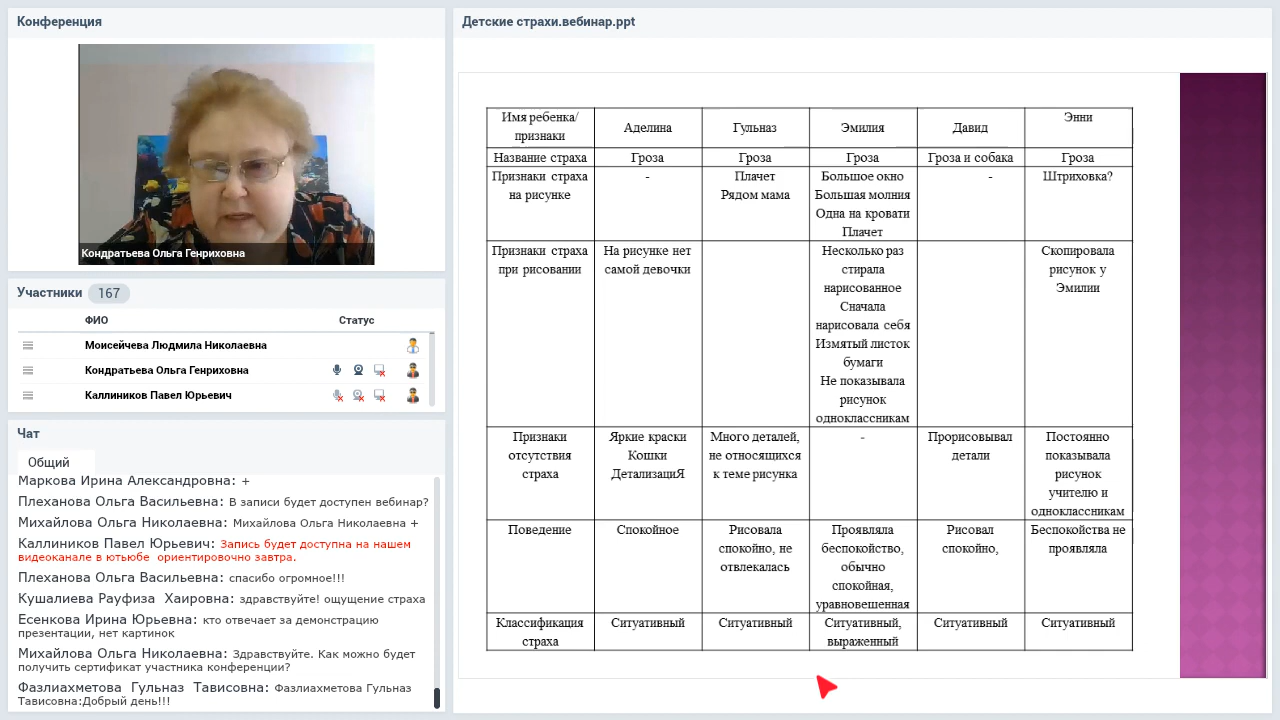 Конференция
Кондратьева Ольга Генриховна
Участники 167
ФИО Статус
Моисейчева Людмила Николаевна
Кондратьева Ольга Генриховна
Каллиников Павел Юрьевич
Чат
Общий
Маркова Ирина Александровна: +
Плеханова Ольга Васильевна: В записи будет доступен вебинар?
Михайлова Ольга Николаевна: Михайлова Ольга Николаевна +
Каллиников Павел Юрьевич: Запись будет доступна на нашем
видеоканале в ютьюбе ориентировочно завтра.
Плеханова Ольга Васильевна: спасибо огромное!!!
Кушалиева Рауфиза Хаировна: здравствуйте! ощущение страха
Есенкова Ирина Юрьевна: кто отвечает за демонстрацию
презентации, нет картинок
Михайлова Ольга Николаевна: Здравствуйте. Как можно будет
получить сертификат участника конференции?
Фазлиахметова Гульназ Тависовна: Фазлиахметова Гульназ
Тависовна:Добрый день!!!
Детские страхи.вебинар.ppt
Имя ребенка/
признаки
Аделина
Гульназ
Эмилия
Давид
Энни
Название страха
Гроза
Гроза
Гроза
Гроза и собака
Гроза
Признаки страха
на рисунке
-
Плачет
Рядом мама
Большое окно
Большая молния
Одна на кровати
Плачет
-
Штриховка?
Признаки страха
при рисовании
На рисунке нет
самой девочки
Несколько раз
стирала
нарисованное
Сначала
нарисовала себя
Измятый листок
бумаги
Не показывала
рисунок
одноклассникам
Скопировала
рисунок у
Эмилии
Признаки
отсутствия
страха
Яркие краски
Кошки
ДетализациЯ
Много деталей,
не относящихся
к теме рисунка
-
Прорисовывал
детали
Постоянно
показывала
рисунок
учителю и
одноклассникам
Поведение
Спокойное
Рисовала
спокойно, не
отвлекалась
Проявляла
беспокойство,
обычно
спокойная,
уравновешенная
Рисовал
спокойно,
Беспокойства не
проявляла
Классификация
страха
Ситуативный
Ситуативный
Ситуативный,
выраженный
Ситуативный
Ситуативный